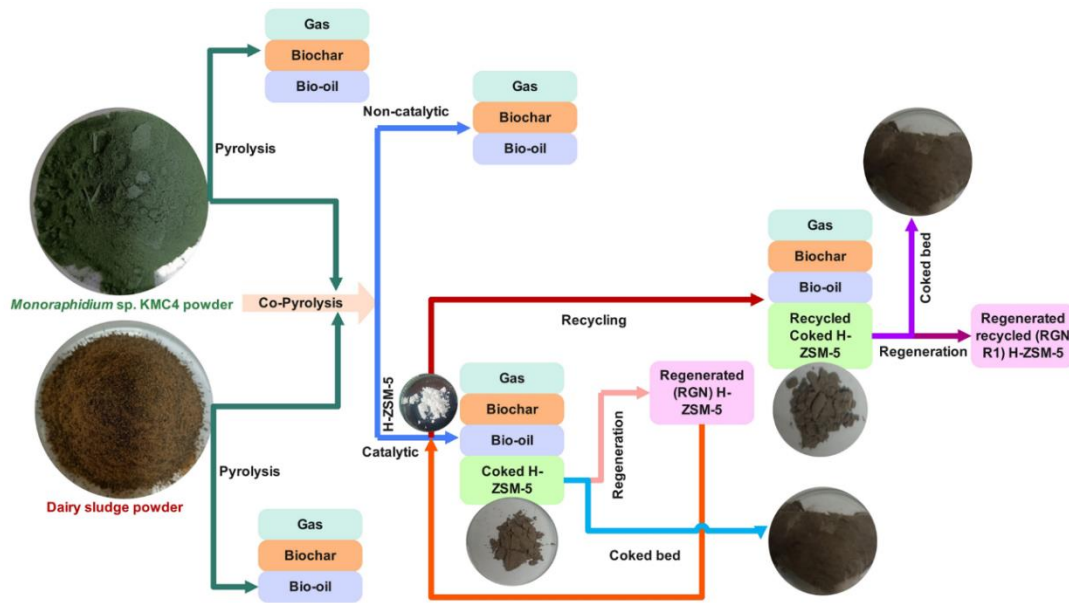 Gas
Biochar
Bio-oil
Pyrolysis
Monoraphidium sp. KMC4 powder
Co-Pyrolysis
Dairy sludge powder
Pyrolysis
Gas
Biochar
Bio-oil
Non-catalytic
Gas
Biochar
Bio-oil
H-ZSM-5
Catalytic
Gas
Biochar
Bio-oil
Coked H-
ZSM-5
Regeneration
Regenerated
(RGN) H-
ZSM-5
Coked bed
Recycling
Gas
Biochar
Bio-oil
Recycled
Coked H-
ZSM-5
Coked bed
Regeneration
Regenerated
recycled (RGN
R1) H-ZSM-5